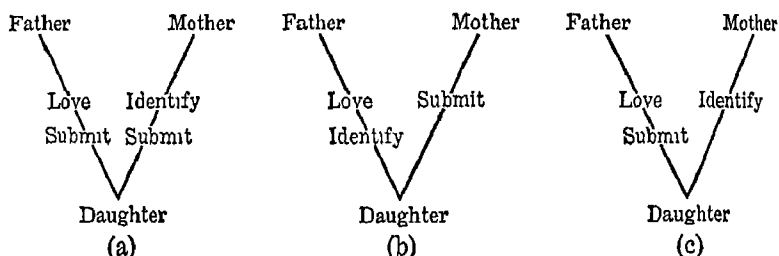 Father Mother Father Mother Father Mother
Love Identify Love Submit Love Identify
Submit Submit Identify Submit
Daughter Daughter Daughter
(a) (b) (c)